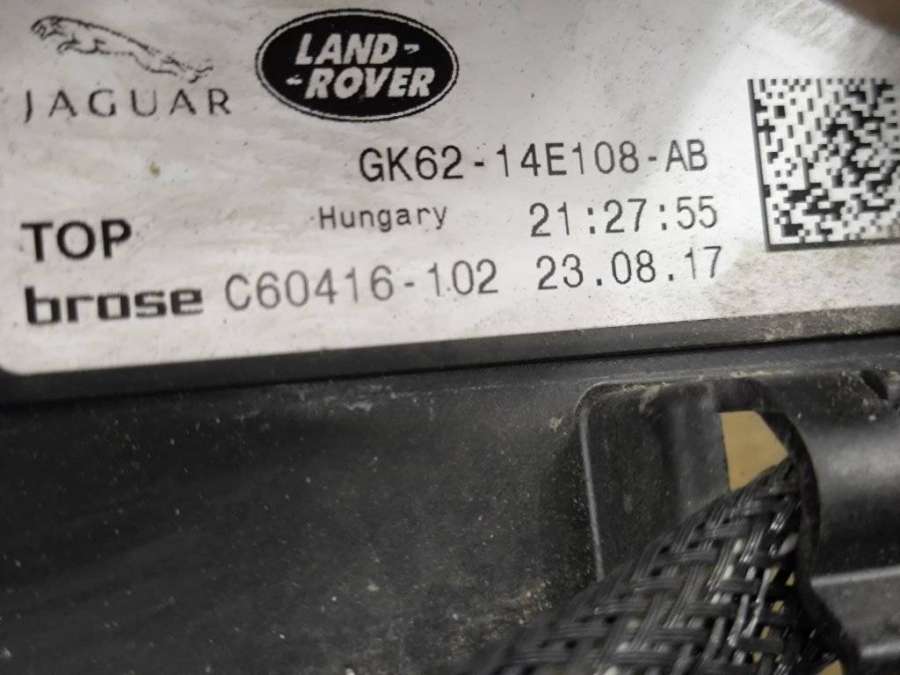 JAGUAR
LAND-
-ROVER
GK62-14E108-AB
Hungary 21:27:55
TOP
brose C60416-102 23.08.17